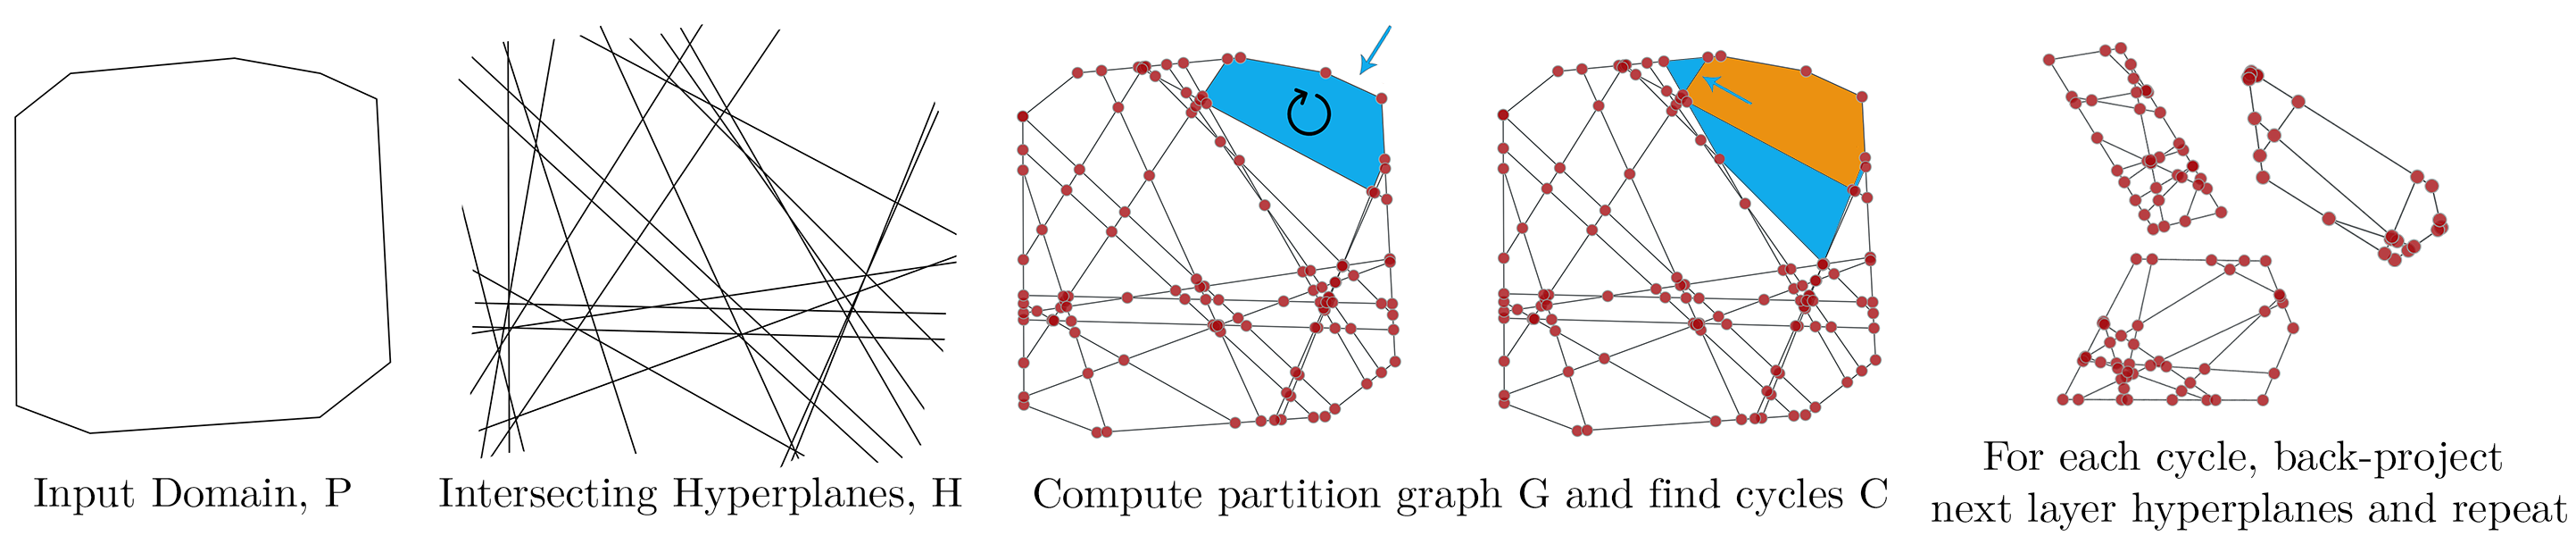 Input Domain, P
Intersecting Hyperplanes, H
Compute partition graph G and find cycles C
For each cycle, back-project
next layer hyperplanes and repeat